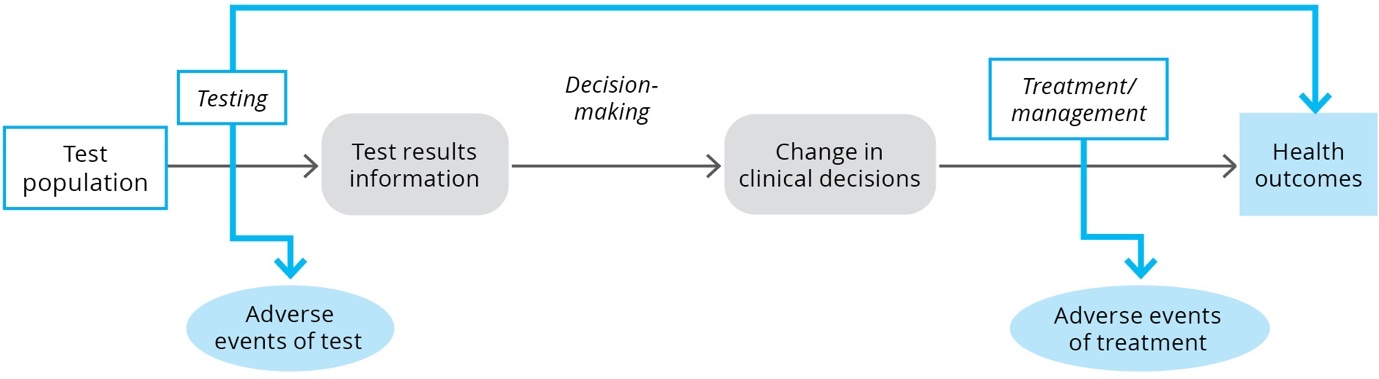 Testing
Decision-
making
Treatment/
management
Test
population
Test results
information
Change in
clinical decisions
Health
outcomes
Adverse
events of test
Adverse events
of treatment